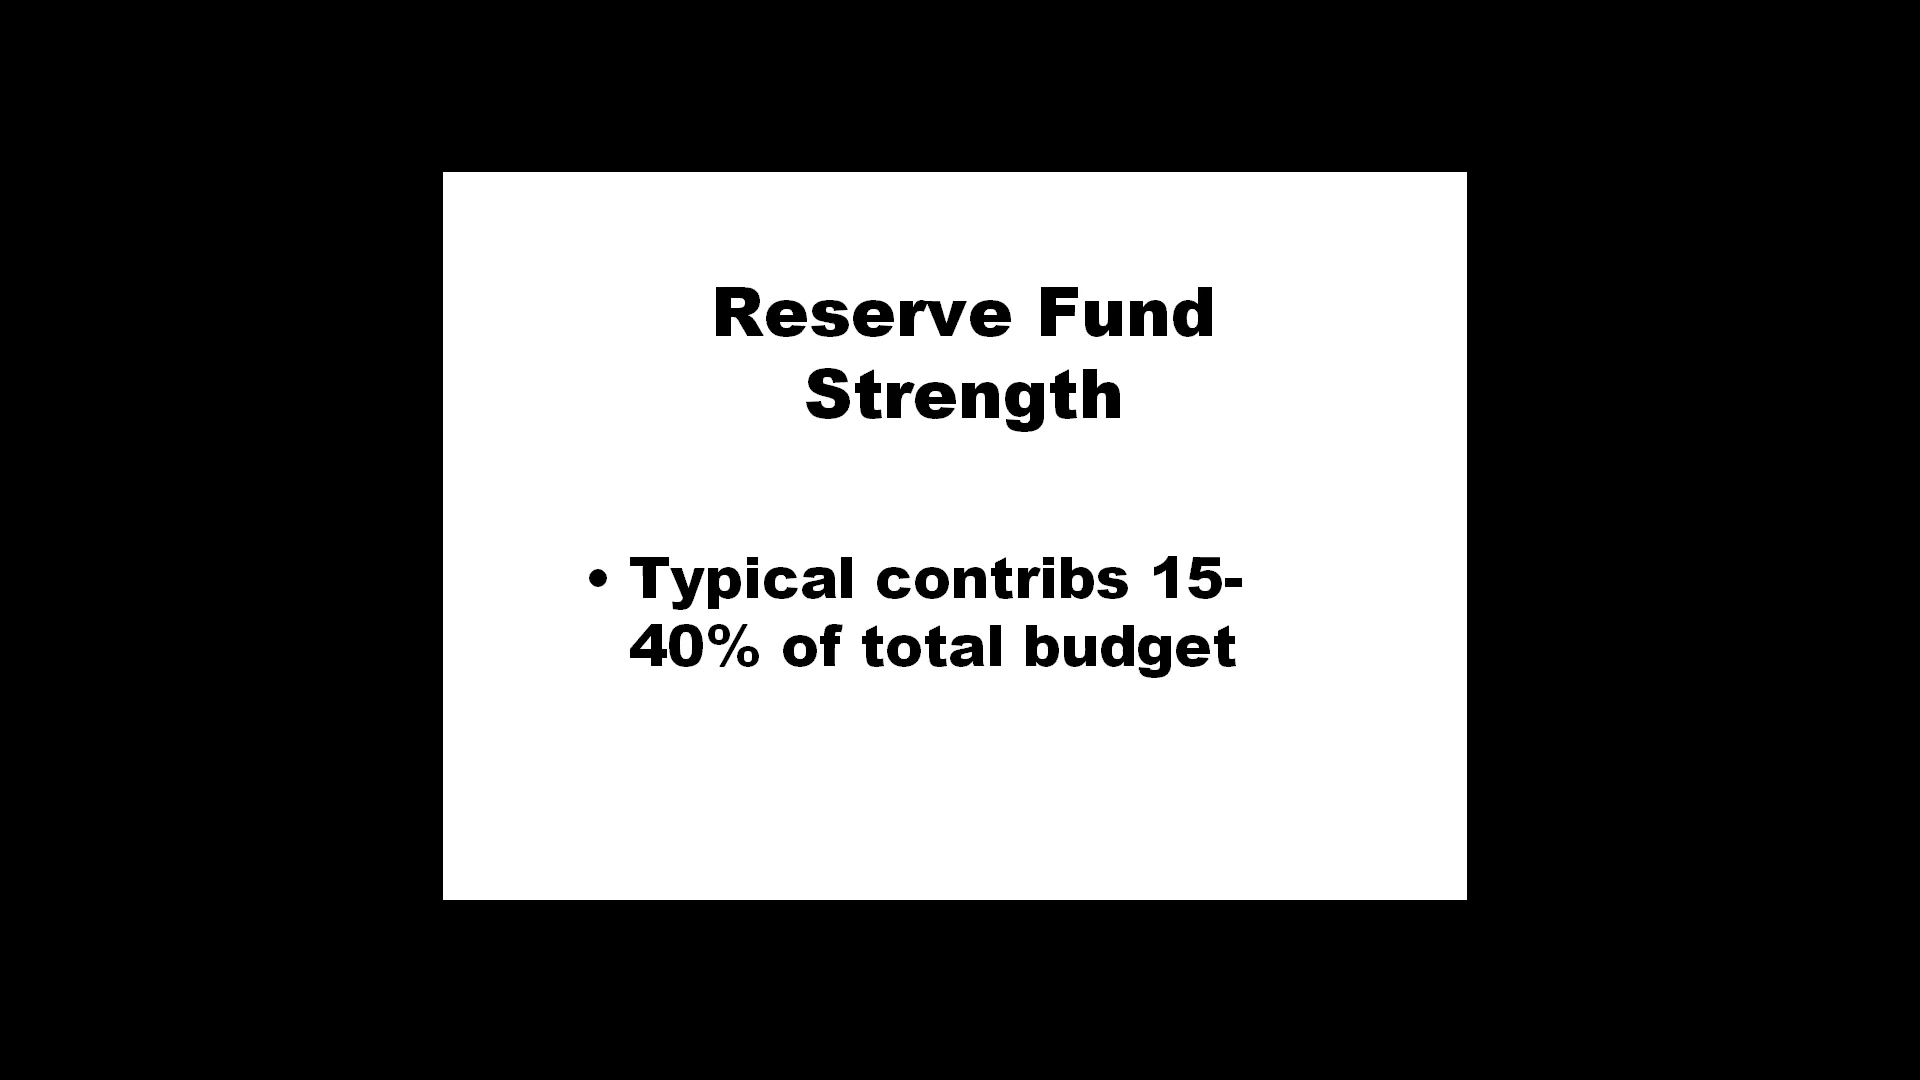 Reserve Fund
Strength
• Typical contribs 15-
40% of total budget